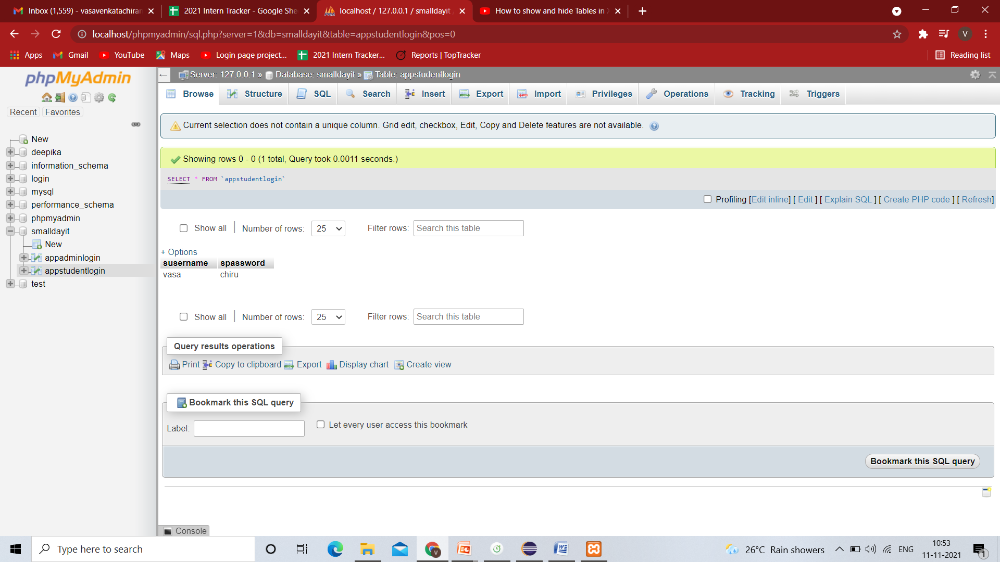 Inbox (1,559) - vasavenkatachiran
2021 Intern Tracker - Google She
localhost / 127.0.0.1 / smalldayit
How to show and hide Tables in
localhost/phpmyadmin/sql.php?server=1&db=smalldayit&table=appstudentlogin&pos=0
V
Apps Gmail YouTube Maps Login page project... 2021 Intern Tracker... Reports | TopTracker Reading list
phpMyAdmin
Recent Favorites
New
deepika
information_schema
login
mysql
performance_schema
phpmyadmin
smalldayit
New
appadminlogin
appstudentlogin
test
Server: 127.0.0.1 » Database: smalldayit » Table: appstudentlogin
Browse Structure SQL Search Insert Export Import Privileges Operations Tracking Triggers
Current selection does not contain a unique column. Grid edit, checkbox, Edit, Copy and Delete features are not available.
Showing rows 0 - 0 (1 total, Query took 0.0011 seconds.)
SELECT * FROM `appstudentlogin`
Profiling [Edit inline] [ Edit ] [ Explain SQL ] [ Create PHP code ] [ Refresh]
Show all Number of rows: 25 Filter rows: Search this table
+ Options
susername spassword
vasa chiru
Show all Number of rows: 25 Filter rows: Search this table
Query results operations
Print Copy to clipboard Export Display chart Create view
Bookmark this SQL query
Label: Let every user access this bookmark
Bookmark this SQL query
Console
Type here to search
26°C Rain showers
ENG
10:53
11-11-2021
1